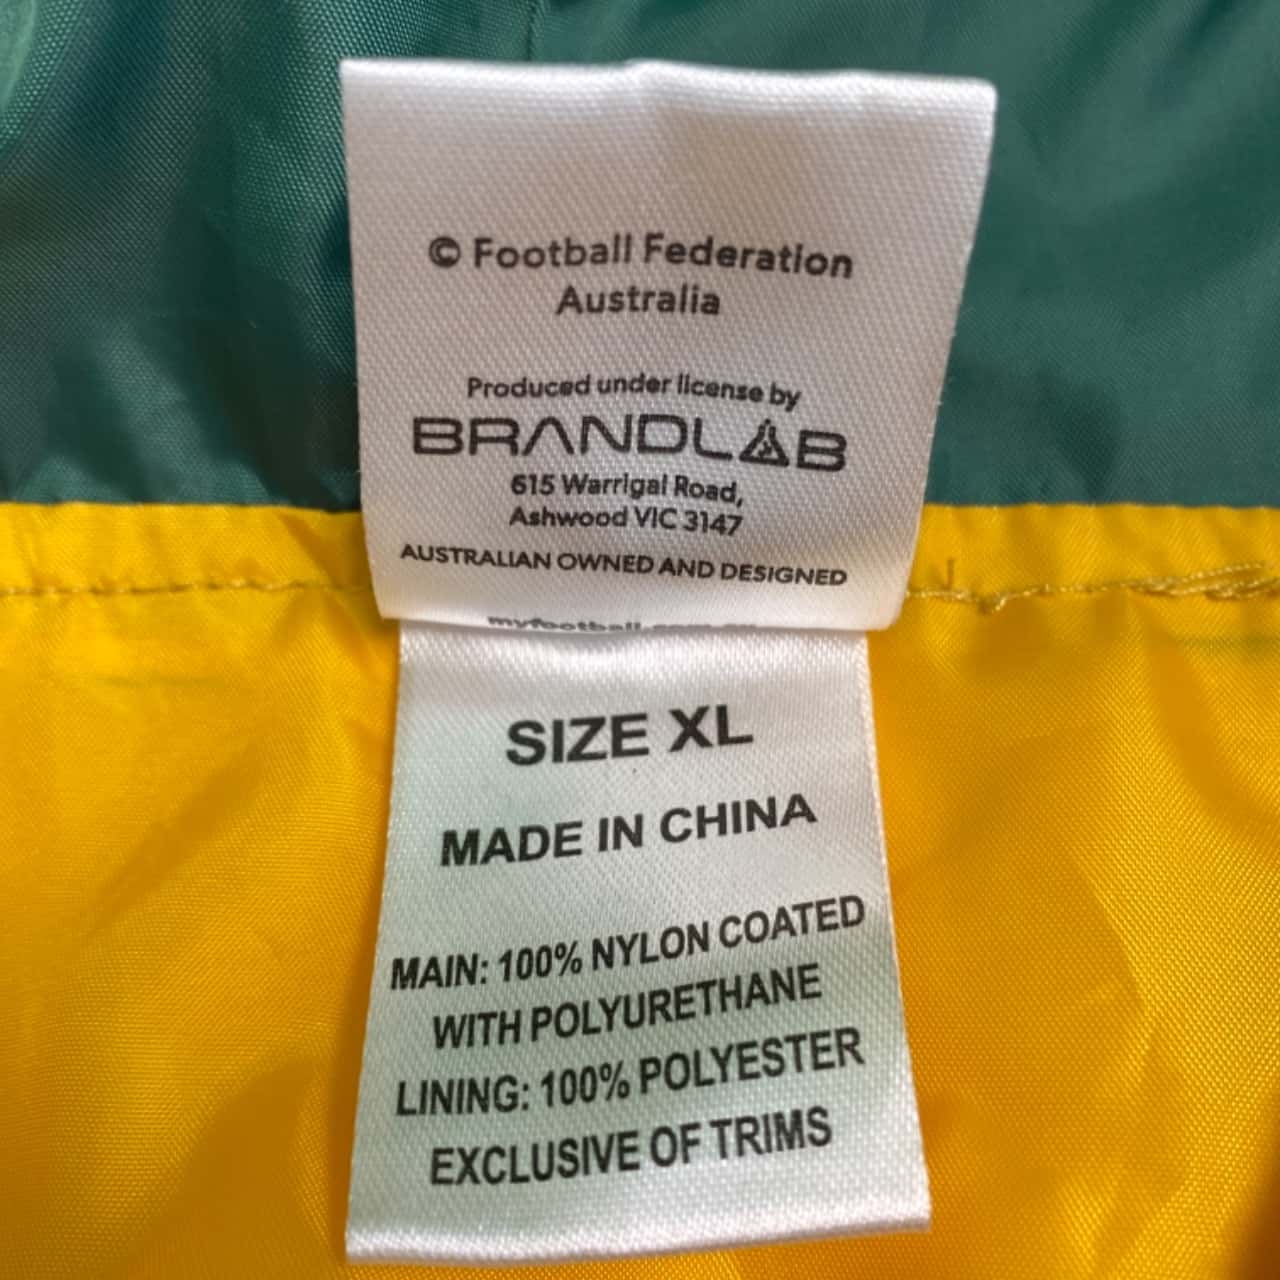 © Football Federation
Australia
Produced under license by
BRANDLAB
615 Warrigal Road,
Ashwood VIC 3147
AUSTRALIAN OWNED AND DESIGNED
SIZE XL
MADE IN CHINA
MAIN: 100% NYLON COATED
WITH POLYURETHANE
LINING: 100% POLYESTER
EXCLUSIVE OF TRIMS